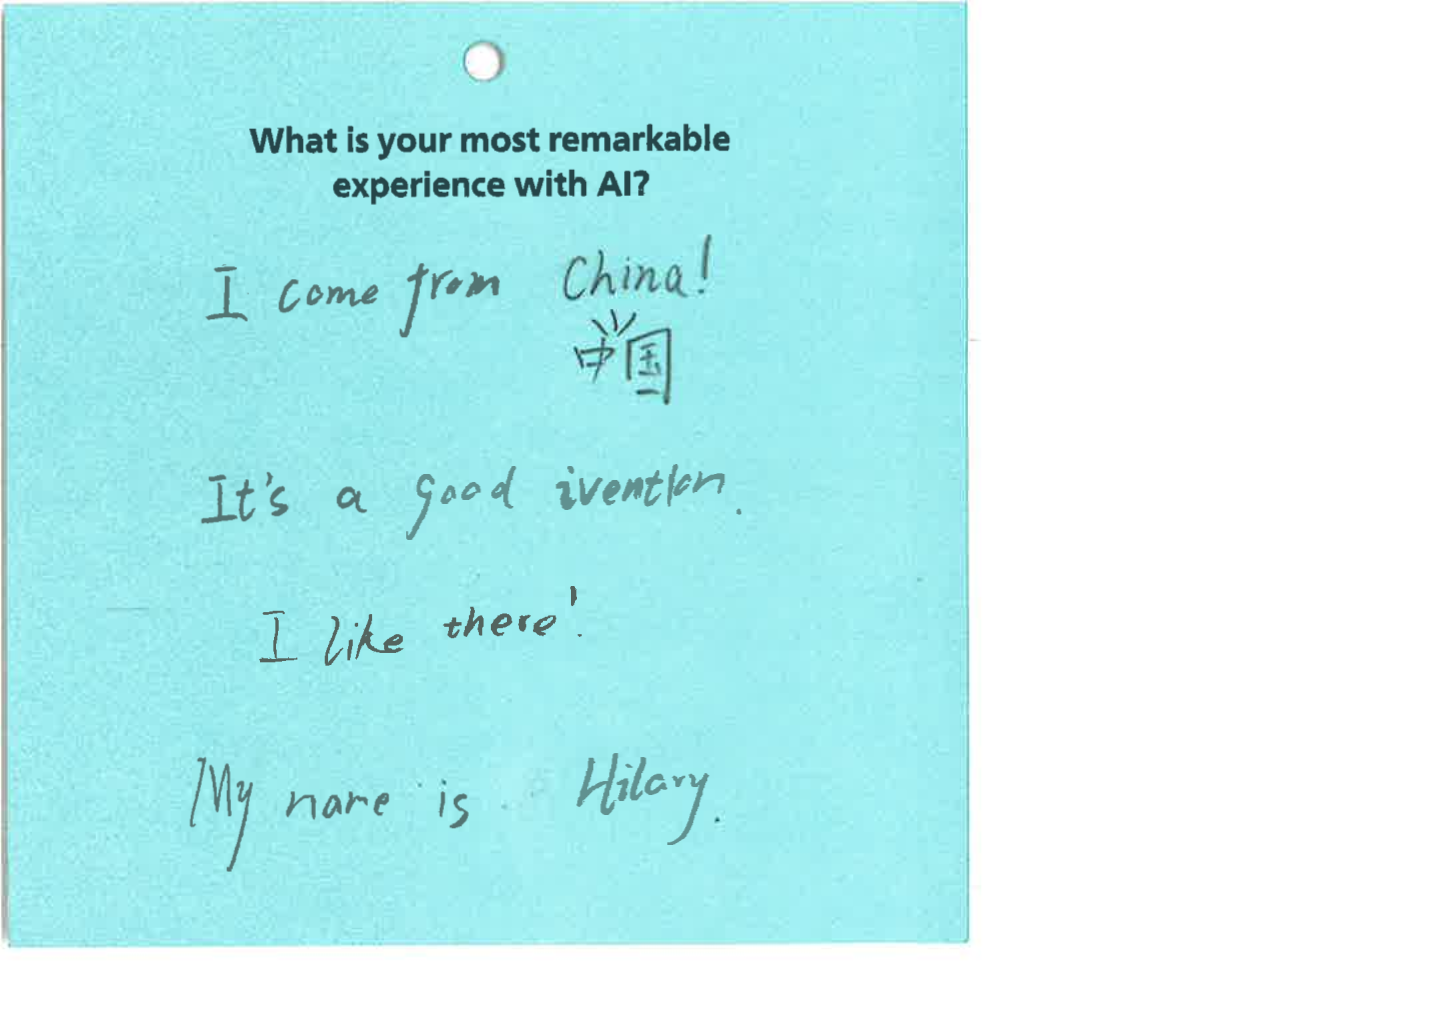 What is your most remarkable
experience with AI?
I come from China!
中国
It's a good ivention.
I like there!
My name is Hilary.